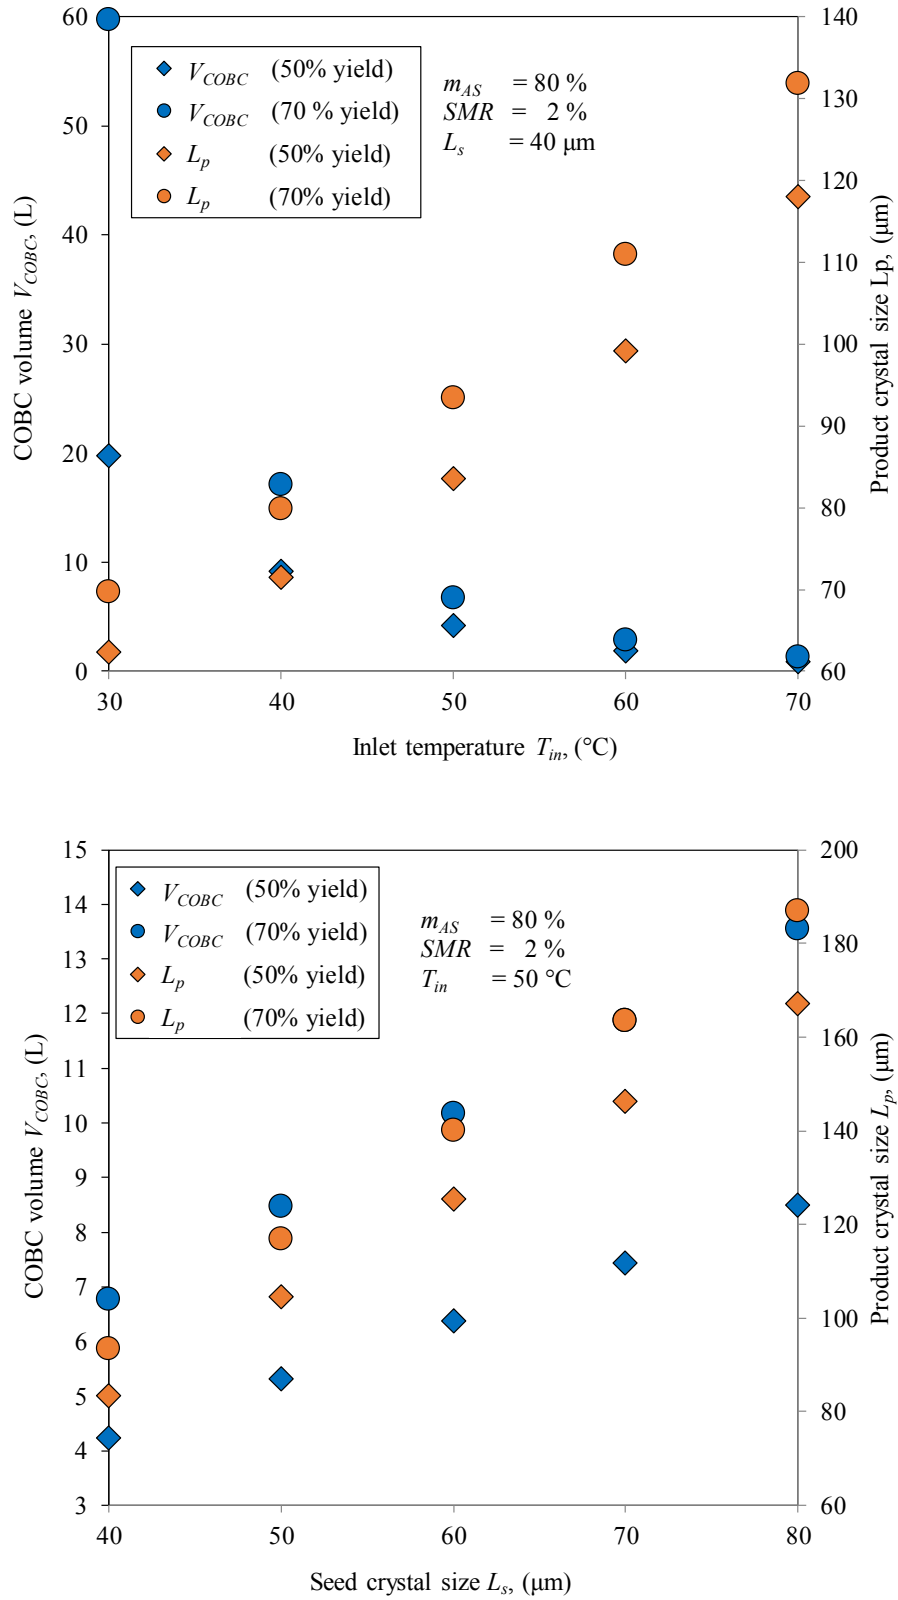 60
50
40
30
20
10
0
COBC volume V_COBC, (L)
V_COBC (50% yield)
V_COBC (70 % yield)
L_p (50% yield)
L_p (70% yield)
m_AS = 80 %
SMR = 2 %
L_s = 40 μm
140
130
120
110
100
90
80
70
60
Product crystal size Lp, (μm)
30 40 50 60 70
Inlet temperature T_in, (°C)
15
14
13
12
11
10
9
8
7
6
5
4
3
COBC volume V_COBC, (L)
V_COBC (50% yield)
V_COBC (70% yield)
L_p (50% yield)
L_p (70% yield)
m_AS = 80 %
SMR = 2 %
T_in = 50 °C
200
180
160
140
120
100
80
60
Product crystal size L_p, (μm)
40 50 60 70 80
Seed crystal size L_s, (μm)